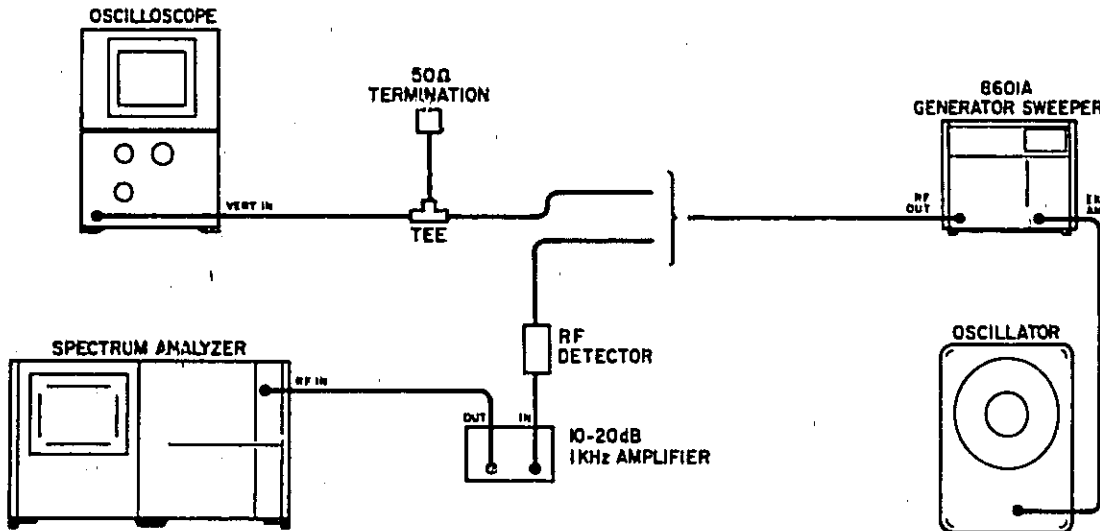 OSCILLOSCOPE
50Ω
TERMINATION
8601A
GENERATOR SWEEPER
VERT IN
TEE
RF
OUT
RF
DETECTOR
OSCILLATOR
SPECTRUM ANALYZER
RF IN
OUT
IN
10-20dB
1KHz AMPLIFIER